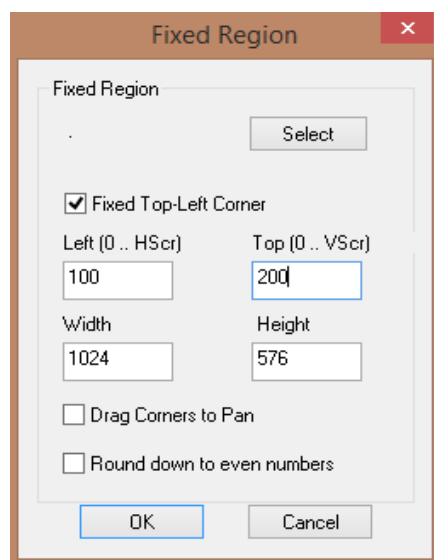 Fixed Region
Fixed Region
.
Select
Fixed Top-Left Corner
Left (0 .. HScr) Top (0 .. VScr)
100 200
Width Height
1024 576
Drag Corners to Pan
Round down to even numbers
OK Cancel